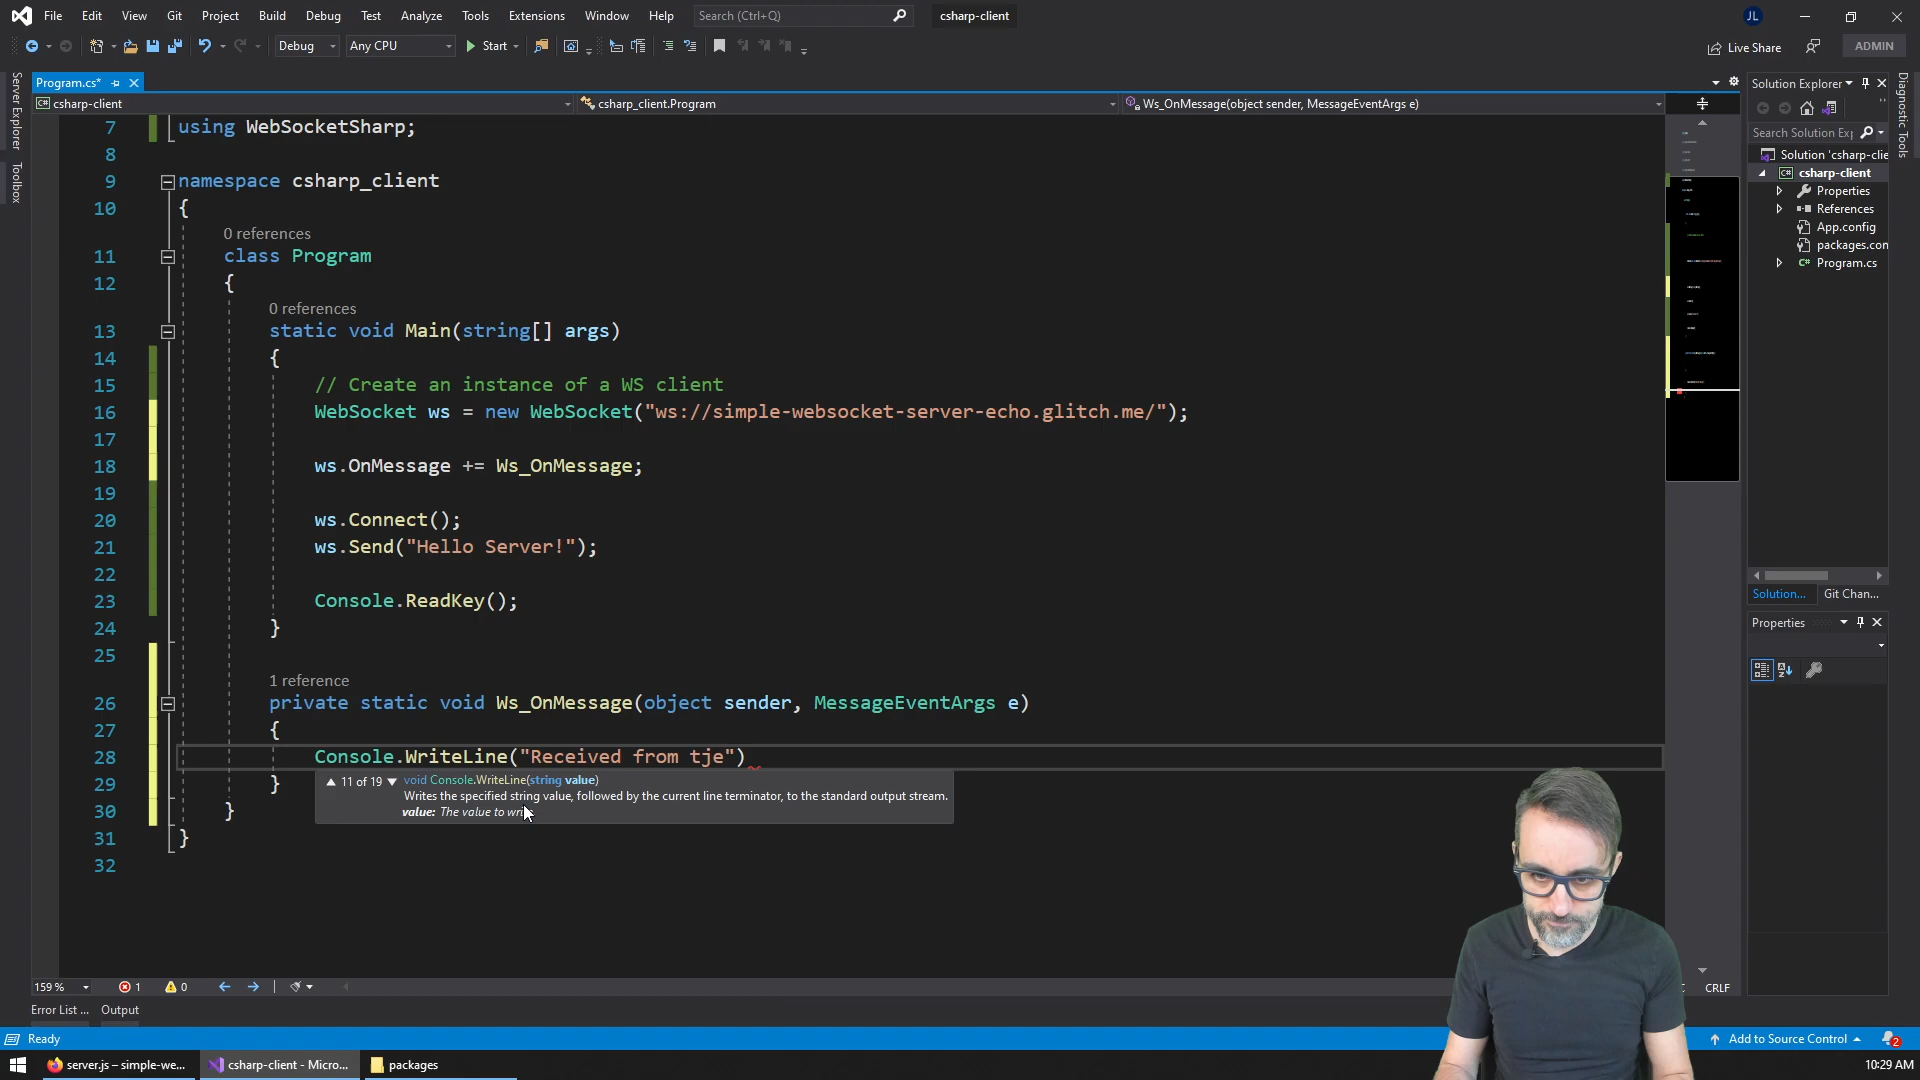 File Edit View Git Project Build Debug Test Analyze Tools Extensions Window Help Search (Ctrl+Q) csharp-client JL
Debug Any CPU Start Live Share ADMIN
Program.cs*
csharp-client csharp_client.Program Ws_OnMessage(object sender, MessageEventArgs e)
Server Explorer
Toolbox
7 using WebSocketSharp;
8
9 namespace csharp_client
10 {
0 references
11 class Program
12 {
0 references
13 static void Main(string[] args)
14 {
15 // Create an instance of a WS client
16 WebSocket ws = new WebSocket("ws://simple-websocket-server-echo.glitch.me/");
17
18 ws.OnMessage += Ws_OnMessage;
19
20 ws.Connect();
21 ws.Send("Hello Server!");
22
23 Console.ReadKey();
24 }
25
1 reference
26 private static void Ws_OnMessage(object sender, MessageEventArgs e)
27 {
28 Console.WriteLine("Received from tje")
29 }
30 }
31 }
32
11 of 19 void Console.WriteLine(string value)
Writes the specified string value, followed by the current line terminator, to the standard output stream.
value: The value to
Solution Explorer
Search Solution Exp
Solution 'csharp-clie
csharp-client
Properties
References
App.config
packages.con
Program.cs
Solution... Git Chan...
Properties
Diagnostic Tools
159 % 1 0 CRLF
Error List ... Output
Ready Add to Source Control 2
server.js – simple-we... csharp-client - Micro... packages 10:29 AM